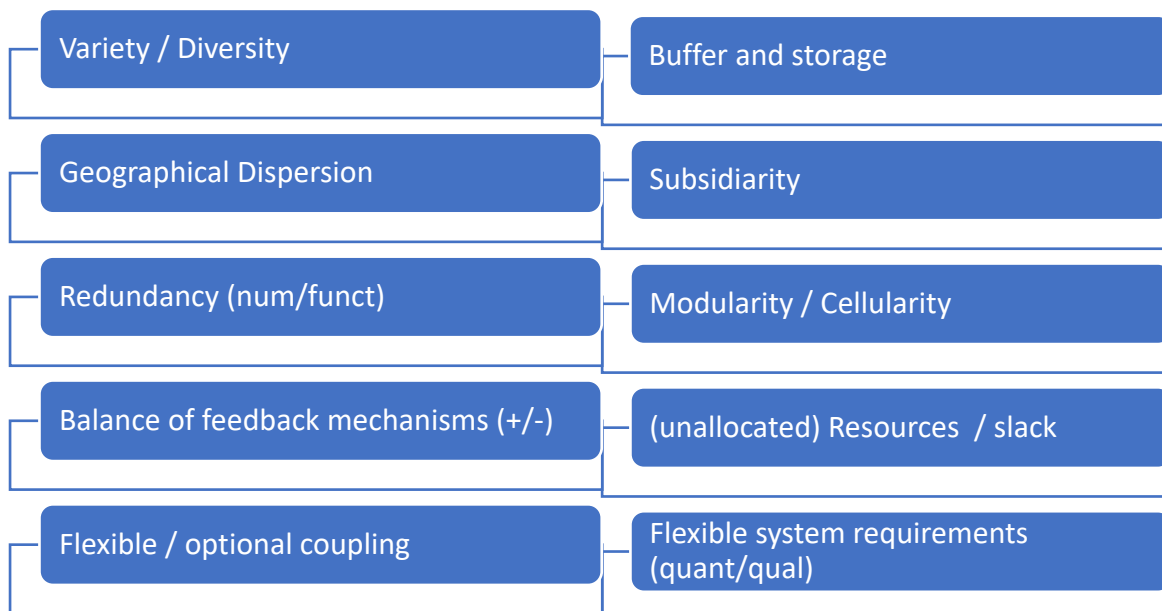 Variety / Diversity
Geographical Dispersion
Redundancy (num/funct)
Balance of feedback mechanisms (+/-)
Flexible / optional coupling
Buffer and storage
Subsidiarity
Modularity / Cellularity
(unallocated) Resources  / slack
Flexible system requirements
(quant/qual)